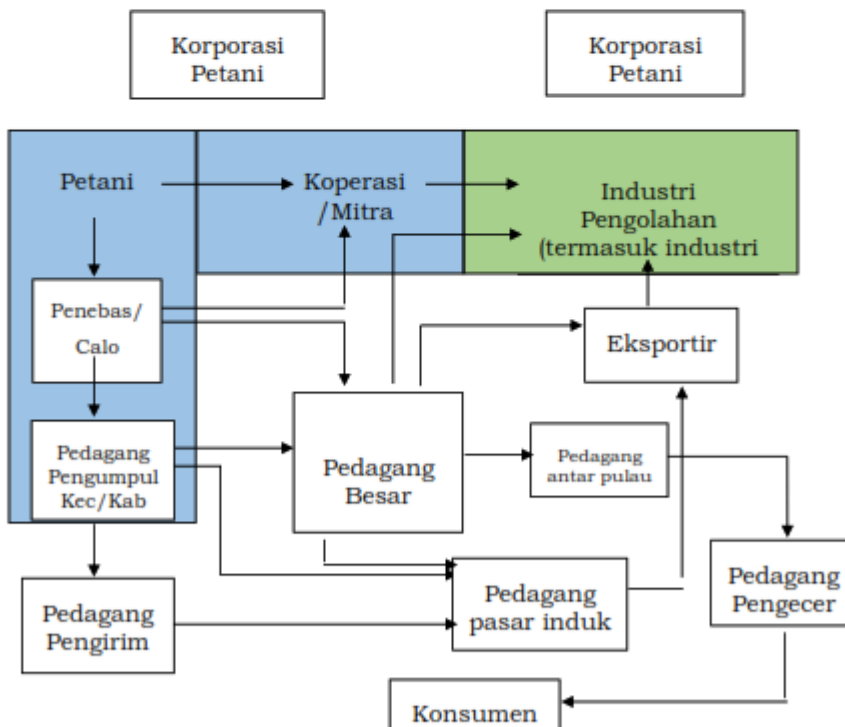 Korporasi
Petani
Korporasi
Petani
Petani
Koperasi
/Mitra
Industri
Pengolahan
(termasuk industri
Penebas/
Calo
Eksportir
Pedagang
Pengumpul
Kec/Kab
Pedagang
Besar
Pedagang
antar pulau
Pedagang
Pengirim
Pedagang
pasar induk
Pedagang
Pengecer
Konsumen